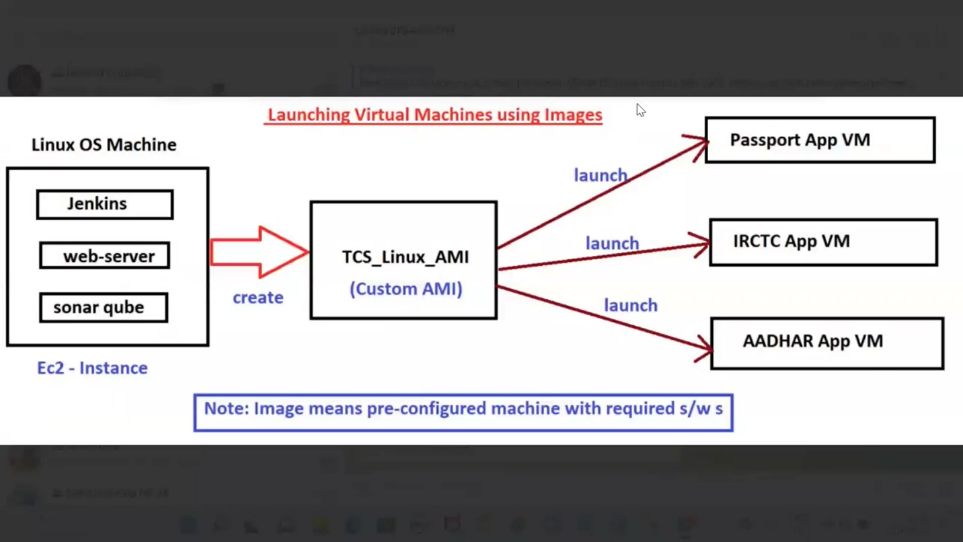 Launching Virtual Machines using Images
Linux OS Machine
Jenkins
web-server
sonar qube
Ec2 - Instance
create
TCS_Linux_AMI
(Custom AMI)
launch
launch
launch
Passport App VM
IRCTC App VM
AADHAR App VM
Note: Image means pre-configured machine with required s/w s